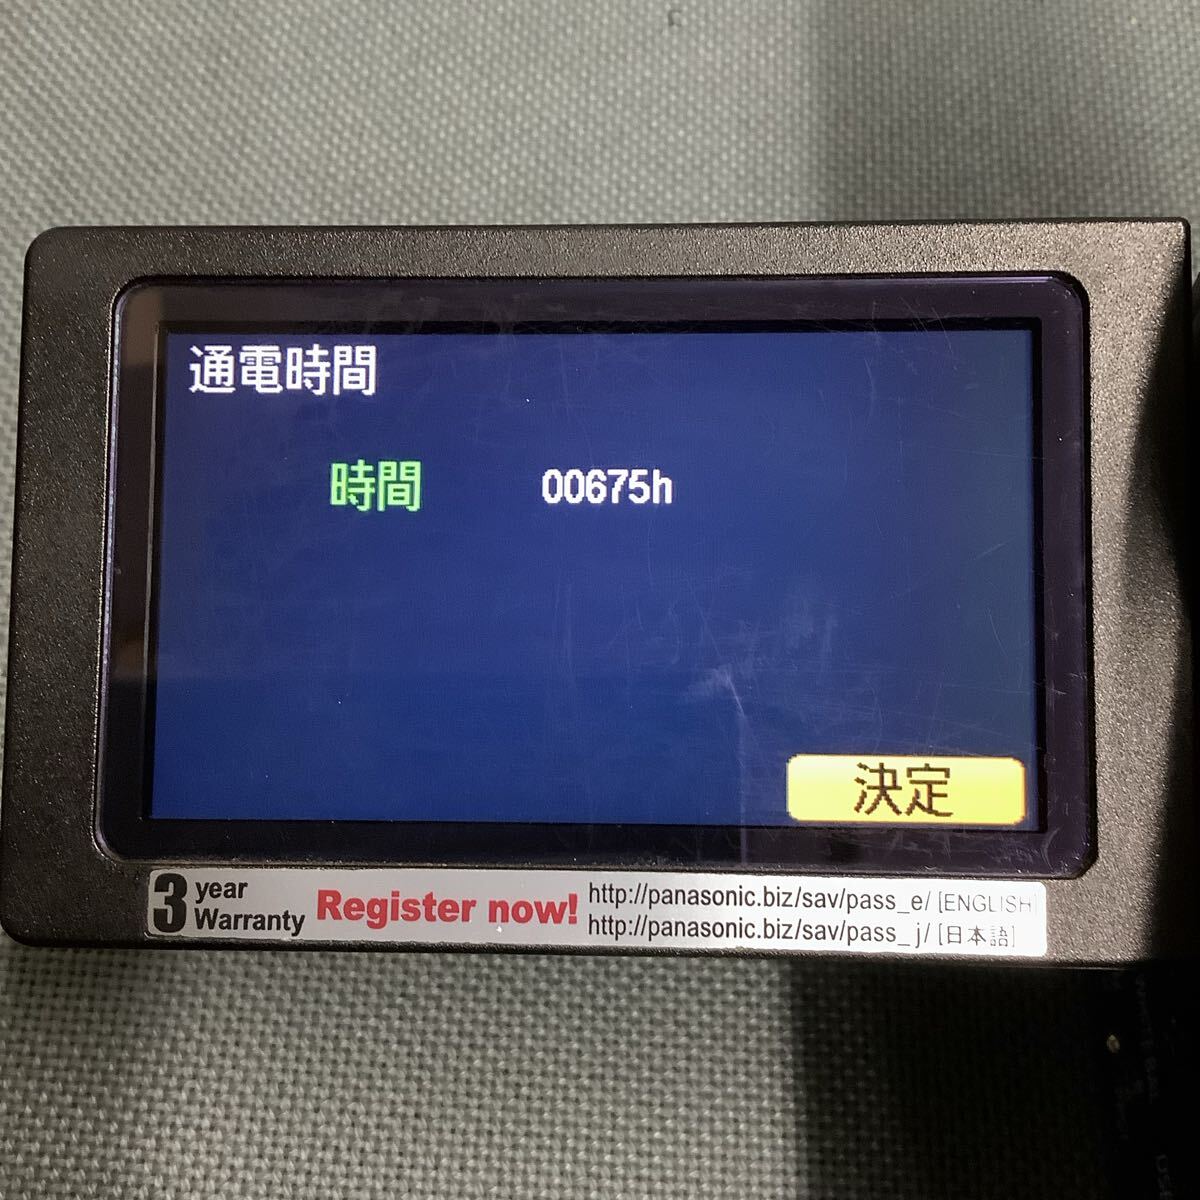 通電時間
時間 00675h
決定
3 year Warranty Register now! http://panasonic.biz/sav/pass_e/ [ENGLISH]
http://panasonic.biz/sav/pass_j/ [日本語]